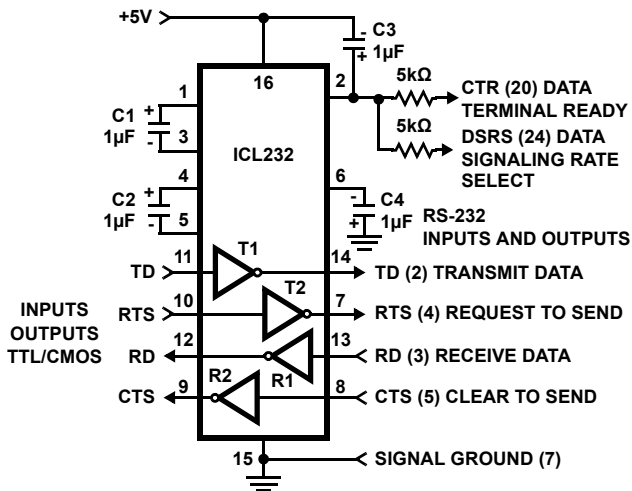 +5V
16
- C3
1µF
+
2
5kΩ
CTR (20) DATA
TERMINAL READY
5kΩ
DSRS (24) DATA
SIGNALING RATE
SELECT
1
+
C1
1µF
-
3
ICL232
4
+
C2
1µF
-
5
6
-
C4
+
1µF
RS-232
INPUTS AND OUTPUTS
TD
11
T1
14
TD (2) TRANSMIT DATA
INPUTS
OUTPUTS
TTL/CMOS
RTS
10
T2
7
RTS (4) REQUEST TO SEND
RD
12
R1
13
RD (3) RECEIVE DATA
CTS
9
R2
8
CTS (5) CLEAR TO SEND
15
SIGNAL GROUND (7)